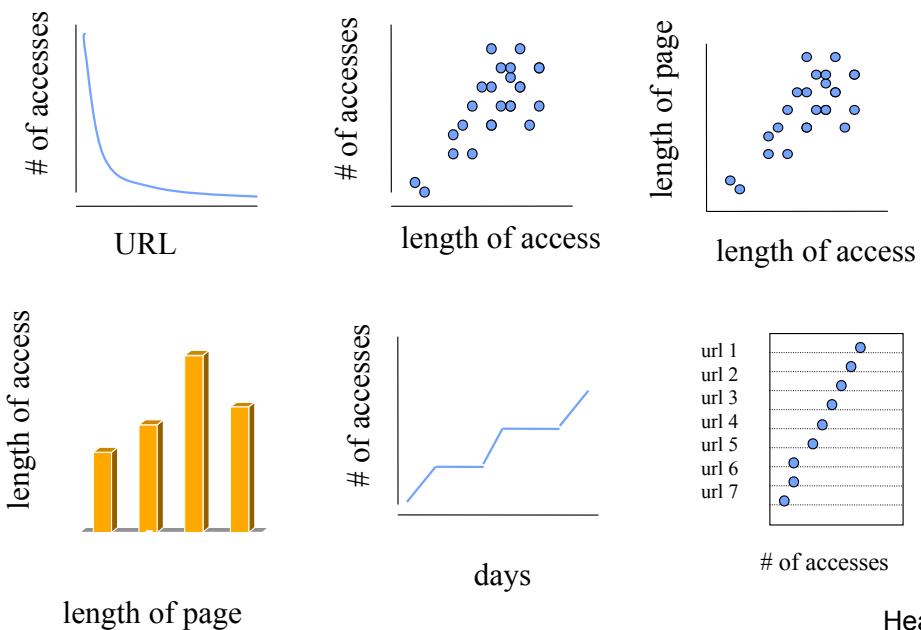 # of accesses
URL
# of accesses
length of access
length of page
length of access
length of access
length of page
# of accesses
days
url 1
url 2
url 3
url 4
url 5
url 6
url 7
# of accesses
Hea